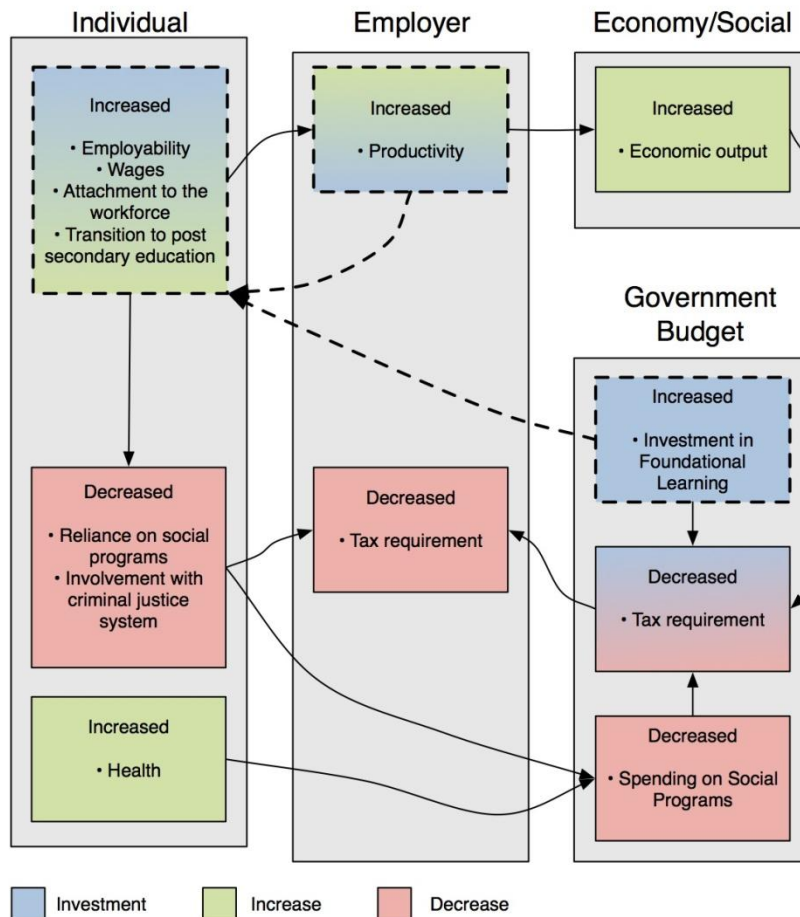 Individual
Employer
Economy/Social
Increased
• Employability
• Wages
• Attachment to the
workforce
• Transition to post
secondary education
Increased
• Productivity
Increased
• Economic output
Government
Budget
Increased
• Investment in
Foundational
Learning
Decreased
• Reliance on social
programs
• Involvement with
criminal justice
system
Decreased
• Tax requirement
Decreased
• Tax requirement
Increased
• Health
Decreased
• Spending on Social
Programs
Investment
Increase
Decrease